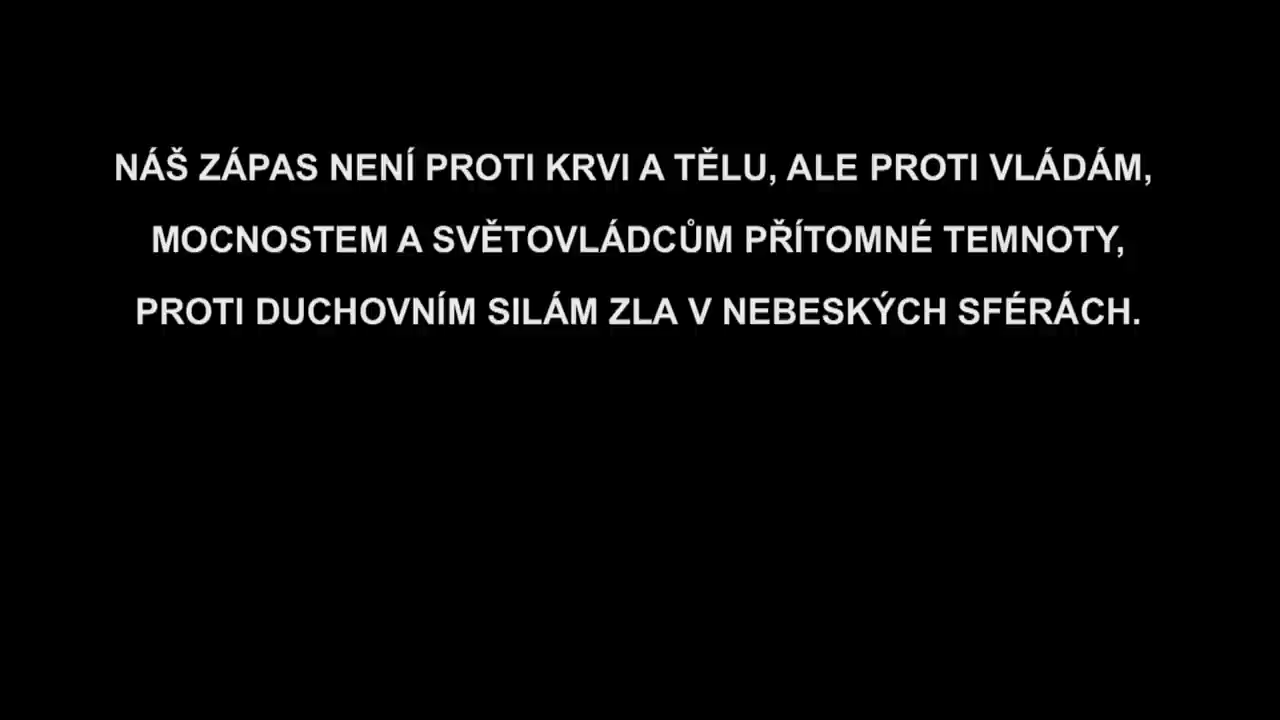 NÁŠ ZÁPAS NENÍ PROTI KRVI A TĚLU, ALE PROTI VLÁDÁM,
MOCNOSTEM A SVĚTOVLÁDCŮM PŘÍTOMNÉ TEMNOTY,
PROTI DUCHOVNÍM SILÁM ZLA V NEBESKÝCH SFÉRÁCH.